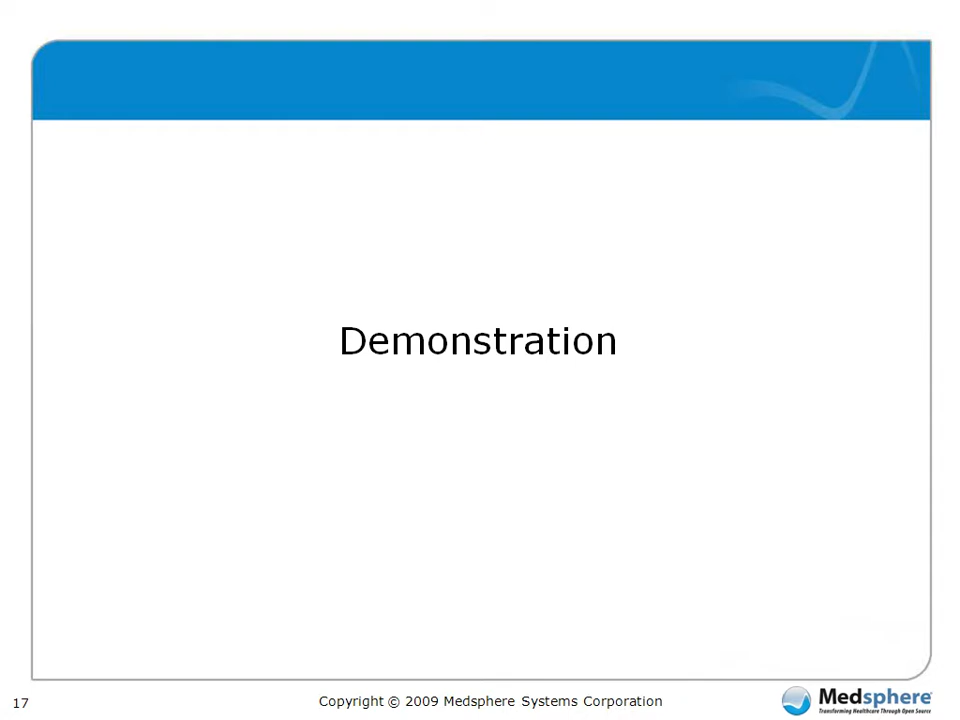 Demonstration
17
Copyright © 2009 Medsphere Systems Corporation
Medsphere
Transforming Healthcare Through Open Source